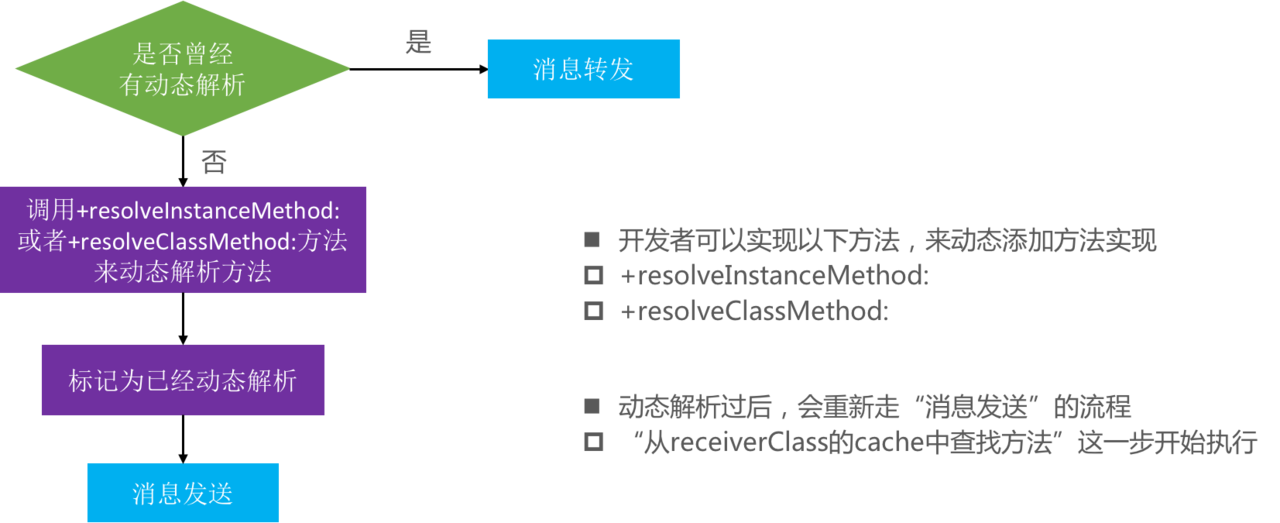 是否曾经
有动态解析
是
消息转发
否
调用+resolveInstanceMethod:
或者+resolveClassMethod:方法
来动态解析方法
标记为已经动态解析
消息发送
开发者可以实现以下方法，来动态添加方法实现
+resolveInstanceMethod:
+resolveClassMethod:
动态解析过后，会重新走“消息发送”的流程
“从receiverClass的cache中查找方法”这一步开始执行